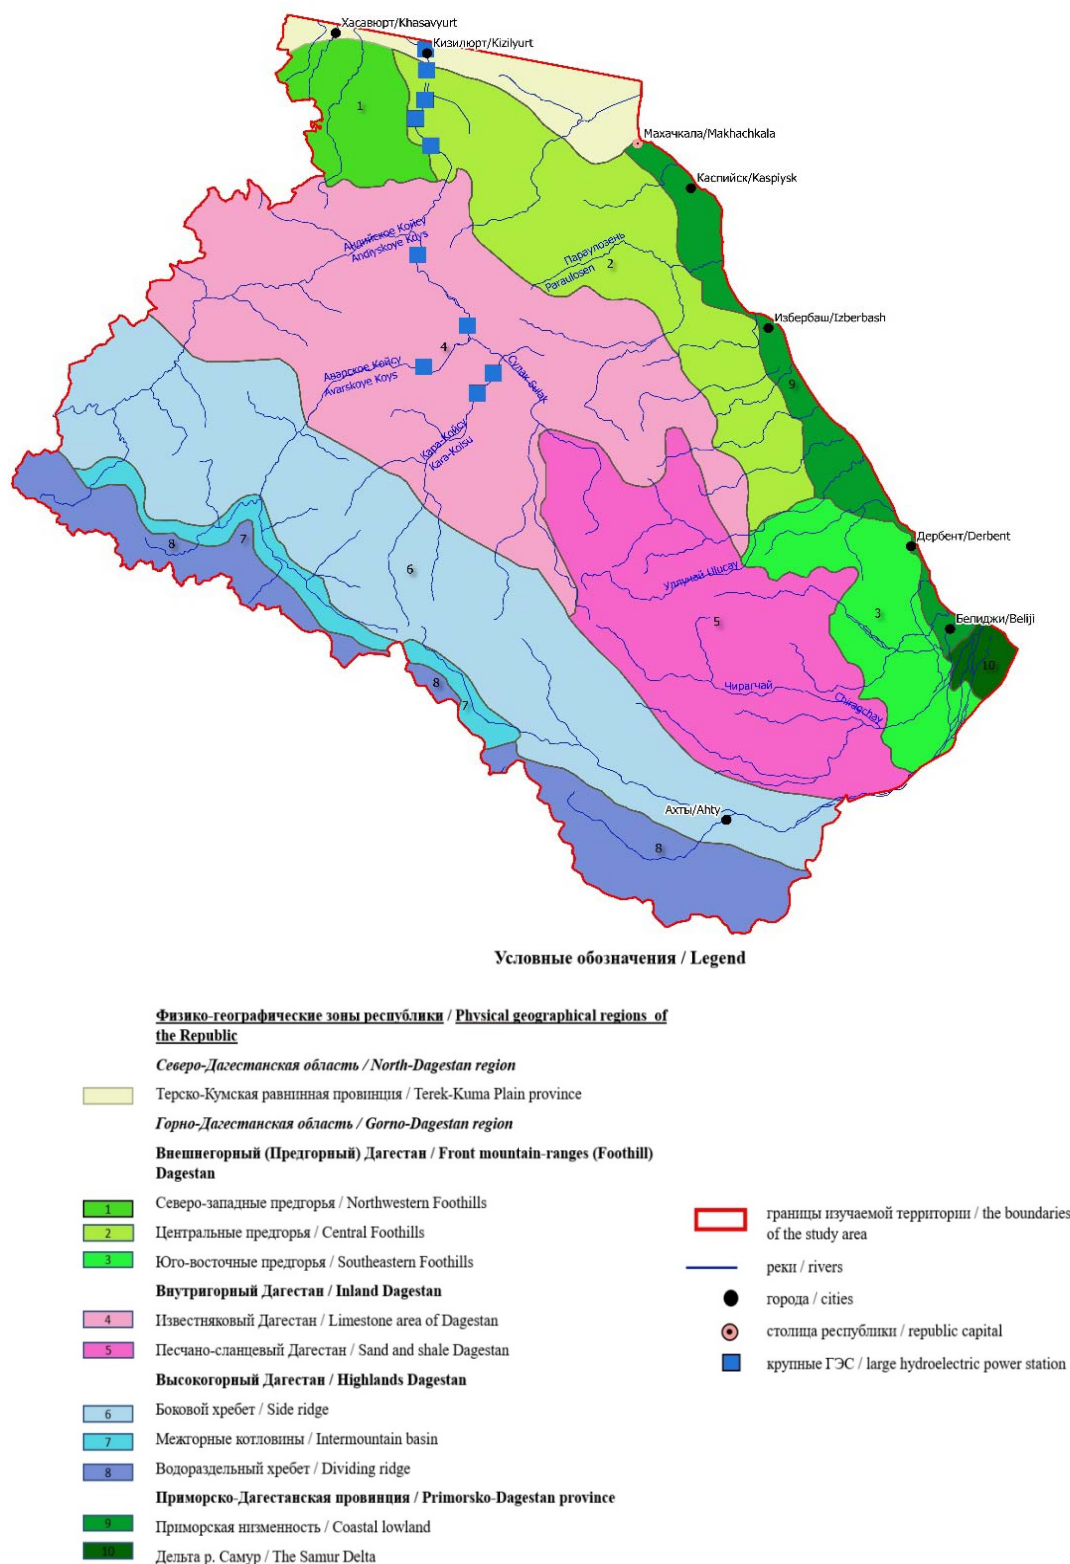 Хасавюрт/Khasavyurt
Кизилюрт/Kizilyurt
1
Махачкала/Makhachkala
Каспийск/Kaspiysk
Андийское Койсу
Andiyskoye Koys
Параулозень
Paraulosen
2
Избербаш/Izberbash
4
Сулак Sulak
Аварское Койсу
Avarskoye Koys
9
Кара-Койсу
Kara-Koisu
8
7
Дербент/Derbent
6
Уллучай Ulucay
5
3
Белиджи/Beliji
10
8
7
Чирагчай
Chiragchay
Ахты/Ahty
8
Условные обозначения / Legend
Физико-географические зоны республики / Physical geographical regions of
the Republic
Северо-Дагестанская область / North-Dagestan region
Терско-Кумская равнинная провинция / Terek-Kuma Plain province
Горно-Дагестанская область / Gorno-Dagestan region
Внешнегорный (Предгорный) Дагестан / Front mountain-ranges (Foothill)
Dagestan
1 Северо-западные предгорья / Northwestern Foothills
2 Центральные предгорья / Central Foothills
3 Юго-восточные предгорья / Southeastern Foothills
Внутригорный Дагестан / Inland Dagestan
4 Известняковый Дагестан / Limestone area of Dagestan
5 Песчано-сланцевый Дагестан / Sand and shale Dagestan
Высокогорный Дагестан / Highlands Dagestan
6 Боковой хребет / Side ridge
7 Межгорные котловины / Intermountain basin
8 Водораздельный хребет / Dividing ridge
Приморско-Дагестанская провинция / Primorsko-Dagestan province
9 Приморская низменность / Coastal lowland
10 Дельта р. Самур / The Samur Delta
границы изучаемой территории / the boundaries
of the study area
реки / rivers
города / cities
столица республики / republic capital
крупные ГЭС / large hydroelectric power station